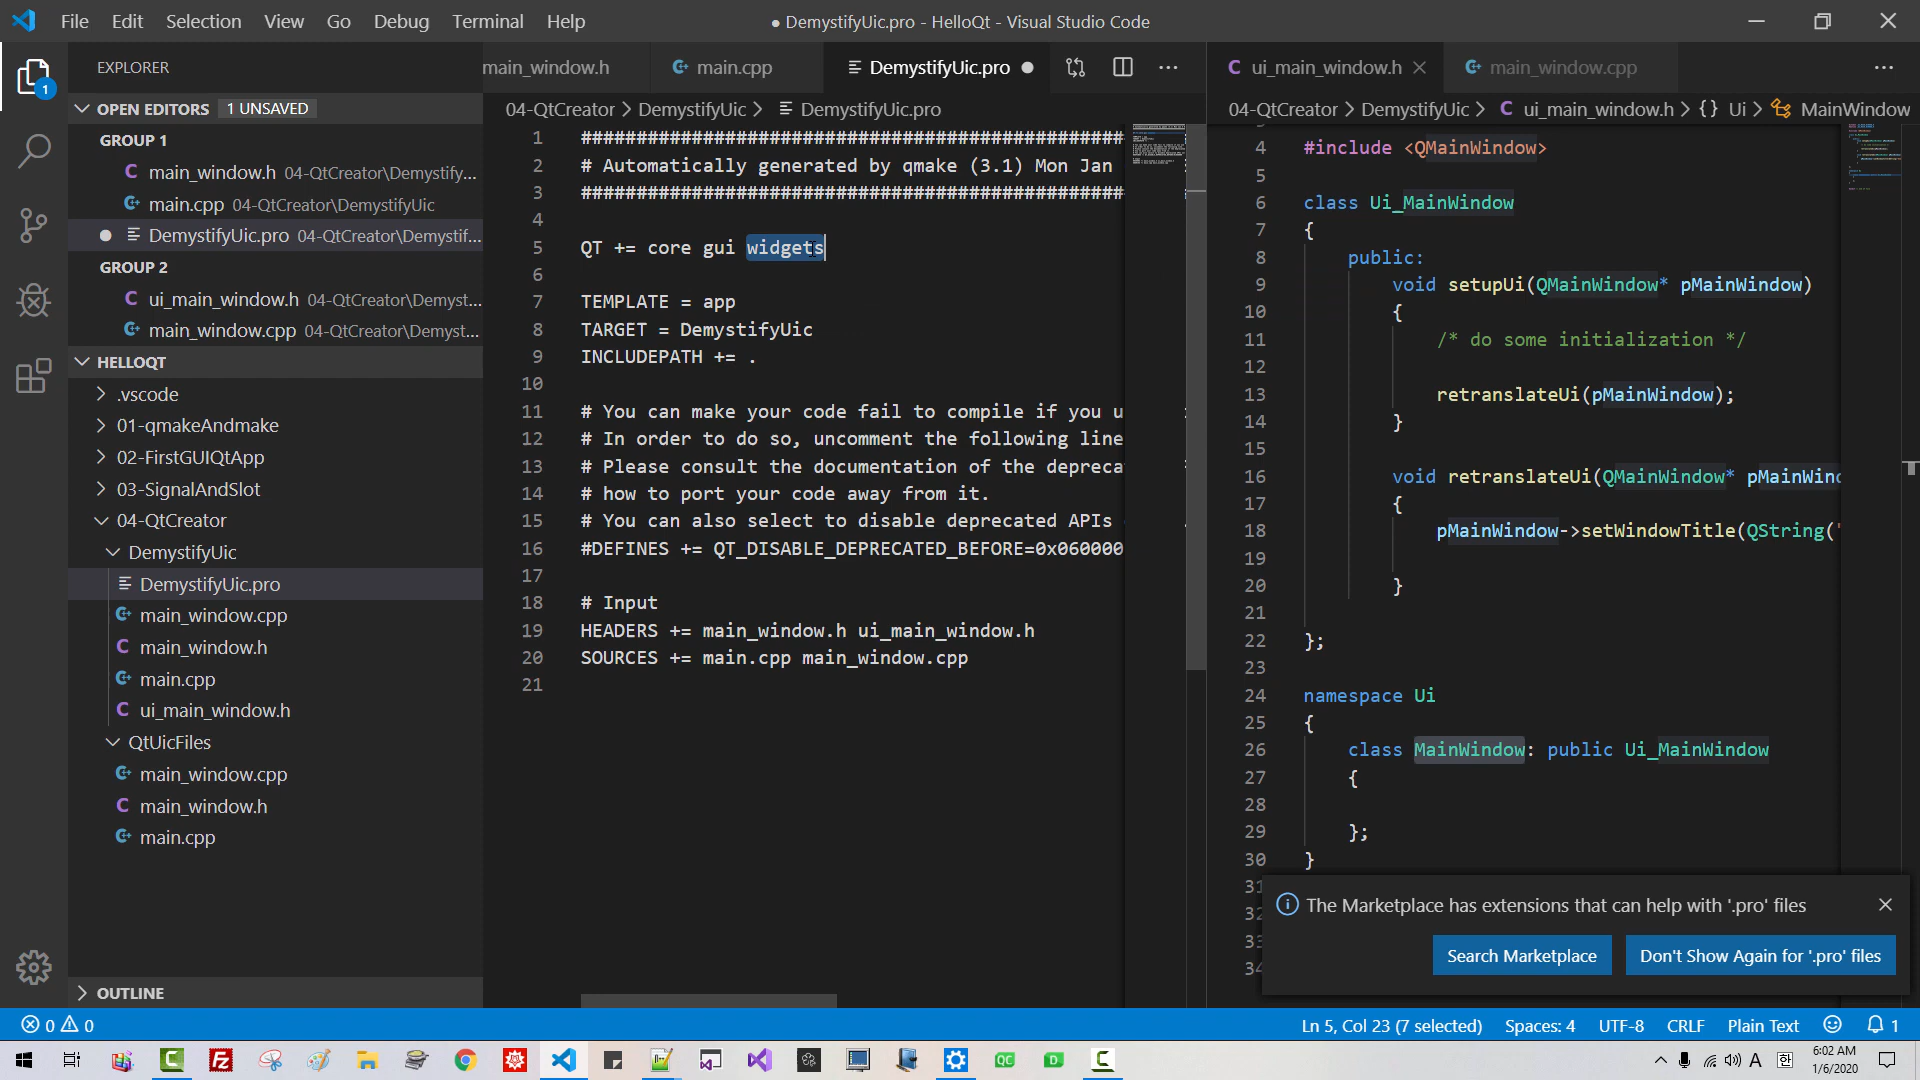 File Edit Selection View Go Debug Terminal Help
● DemystifyUic.pro - HelloQt - Visual Studio Code
EXPLORER
OPEN EDITORS 1 UNSAVED
GROUP 1
main_window.h 04-QtCreator\Demystify...
main.cpp 04-QtCreator\DemystifyUic
DemystifyUic.pro 04-QtCreator\Demystif...
GROUP 2
ui_main_window.h 04-QtCreator\Demyst...
main_window.cpp 04-QtCreator\Demyst...
HELLOQT
.vscode
01-qmakeAndmake
02-FirstGUIQtApp
03-SignalAndSlot
04-QtCreator
DemystifyUic
DemystifyUic.pro
main_window.cpp
main_window.h
main.cpp
ui_main_window.h
QtUicFiles
main_window.cpp
main_window.h
main.cpp
OUTLINE
1
main_window.h main.cpp DemystifyUic.pro
04-QtCreator > DemystifyUic > DemystifyUic.pro
1 #################################################
2 # Automatically generated by qmake (3.1) Mon Jan
3 #################################################
4
5 QT += core gui widgets
6
7 TEMPLATE = app
8 TARGET = DemystifyUic
9 INCLUDEPATH += .
10
11 # You can make your code fail to compile if you u
12 # In order to do so, uncomment the following line
13 # Please consult the documentation of the depreca
14 # how to port your code away from it.
15 # You can also select to disable deprecated APIs
16 #DEFINES += QT_DISABLE_DEPRECATED_BEFORE=0x060000
17
18 # Input
19 HEADERS += main_window.h ui_main_window.h
20 SOURCES += main.cpp main_window.cpp
21
ui_main_window.h main_window.cpp
04-QtCreator > DemystifyUic > ui_main_window.h > {} Ui > MainWindow
4 #include <QMainWindow>
5
6 class Ui_MainWindow
7 {
8 public:
9 void setupUi(QMainWindow* pMainWindow)
10 {
11 /* do some initialization */
12
13 retranslateUi(pMainWindow);
14 }
15
16 void retranslateUi(QMainWindow* pMainWind
17 {
18 pMainWindow->setWindowTitle(QString("
19
20 }
21
22 };
23
24 namespace Ui
25 {
26 class MainWindow: public Ui_MainWindow
27 {
28
29 };
30 }
The Marketplace has extensions that can help with '.pro' files
Search Marketplace
Don't Show Again for '.pro' files
0 0
Ln 5, Col 23 (7 selected) Spaces: 4 UTF-8 CRLF Plain Text 1
A 한 6:02 AM
1/6/2020